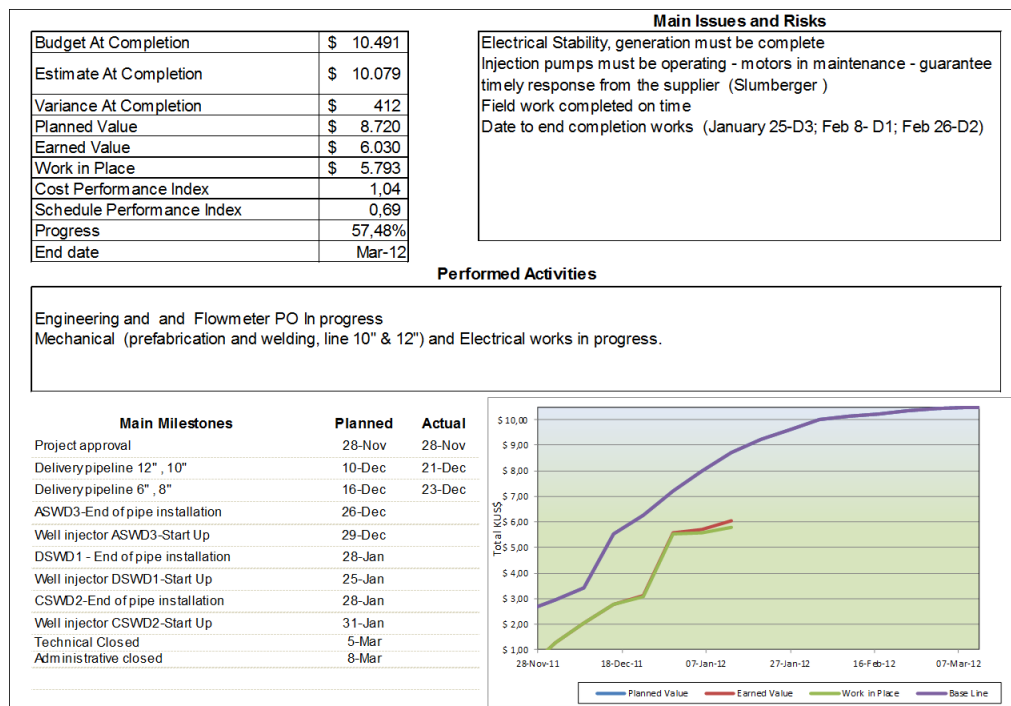 Budget At Completion $ 10.491
Estimate At Completion $ 10.079
Variance At Completion $ 412
Planned Value $ 8.720
Earned Value $ 6.030
Work in Place $ 5.793
Cost Performance Index 1,04
Schedule Performance Index 0,69
Progress 57,48%
End date Mar-12
Main Issues and Risks
Electrical Stability, generation must be complete
Injection pumps must be operating - motors in maintenance - guarantee
timely response from the supplier (Slumberger )
Field work completed on time
Date to end completion works (January 25-D3; Feb 8- D1; Feb 26-D2)
Performed Activities
Engineering and and Flowmeter PO In progress
Mechanical (prefabrication and welding, line 10" & 12") and Electrical works in progress.
Main Milestones Planned Actual
Project approval 28-Nov 28-Nov
Delivery pipeline 12" , 10" 10-Dec 21-Dec
Delivery pipeline 6" , 8" 16-Dec 23-Dec
ASWD3-End of pipe installation 26-Dec
Well injector ASWD3-Start Up 29-Dec
DSWD1 - End of pipe installation 28-Jan
Well injector DSWD1-Start Up 25-Jan
CSWD2-End of pipe installation 28-Jan
Well injector CSWD2-Start Up 31-Jan
Technical Closed 5-Mar
Administrative closed 8-Mar
Total KUS$
$ 10,00
$ 9,00
$ 8,00
$ 7,00
$ 6,00
$ 5,00
$ 4,00
$ 3,00
$ 2,00
$ 1,00
28-Nov-11 18-Dec-11 07-Jan-12 27-Jan-12 16-Feb-12 07-Mar-12
Planned Value Earned Value Work in Place Base Line